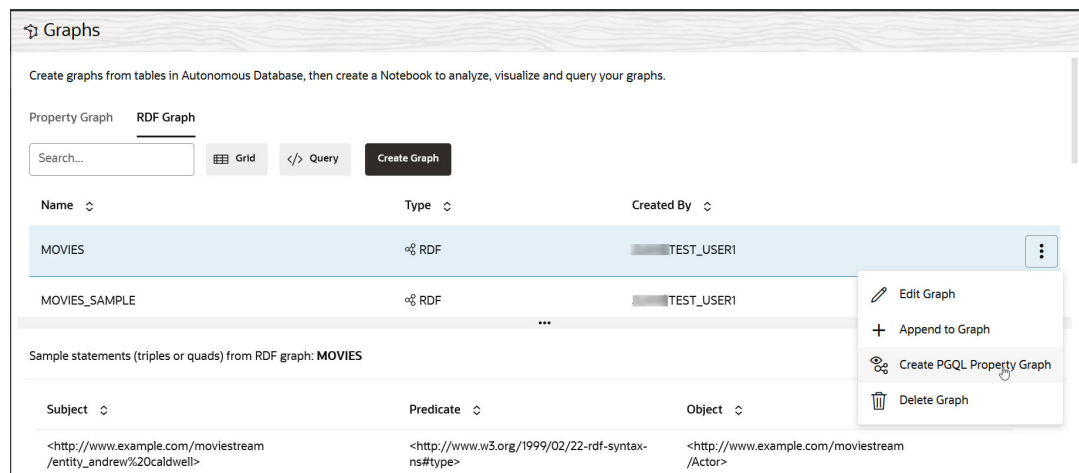 Graphs
Create graphs from tables in Autonomous Database, then create a Notebook to analyze, visualize and query your graphs.
Property Graph RDF Graph
Search... Grid </> Query Create Graph
Name Type Created By
MOVIES RDF TEST_USER1
MOVIES_SAMPLE RDF TEST_USER1
Edit Graph
Append to Graph
Create PGQL Property Graph
Delete Graph
Sample statements (triples or quads) from RDF graph: MOVIES
Subject Predicate Object
<http://www.example.com/moviestream <http://www.w3.org/1999/02/22-rdf-syntax- <http://www.example.com/moviestream
/entity_andrew%20caldwell> ns#type> /Actor>